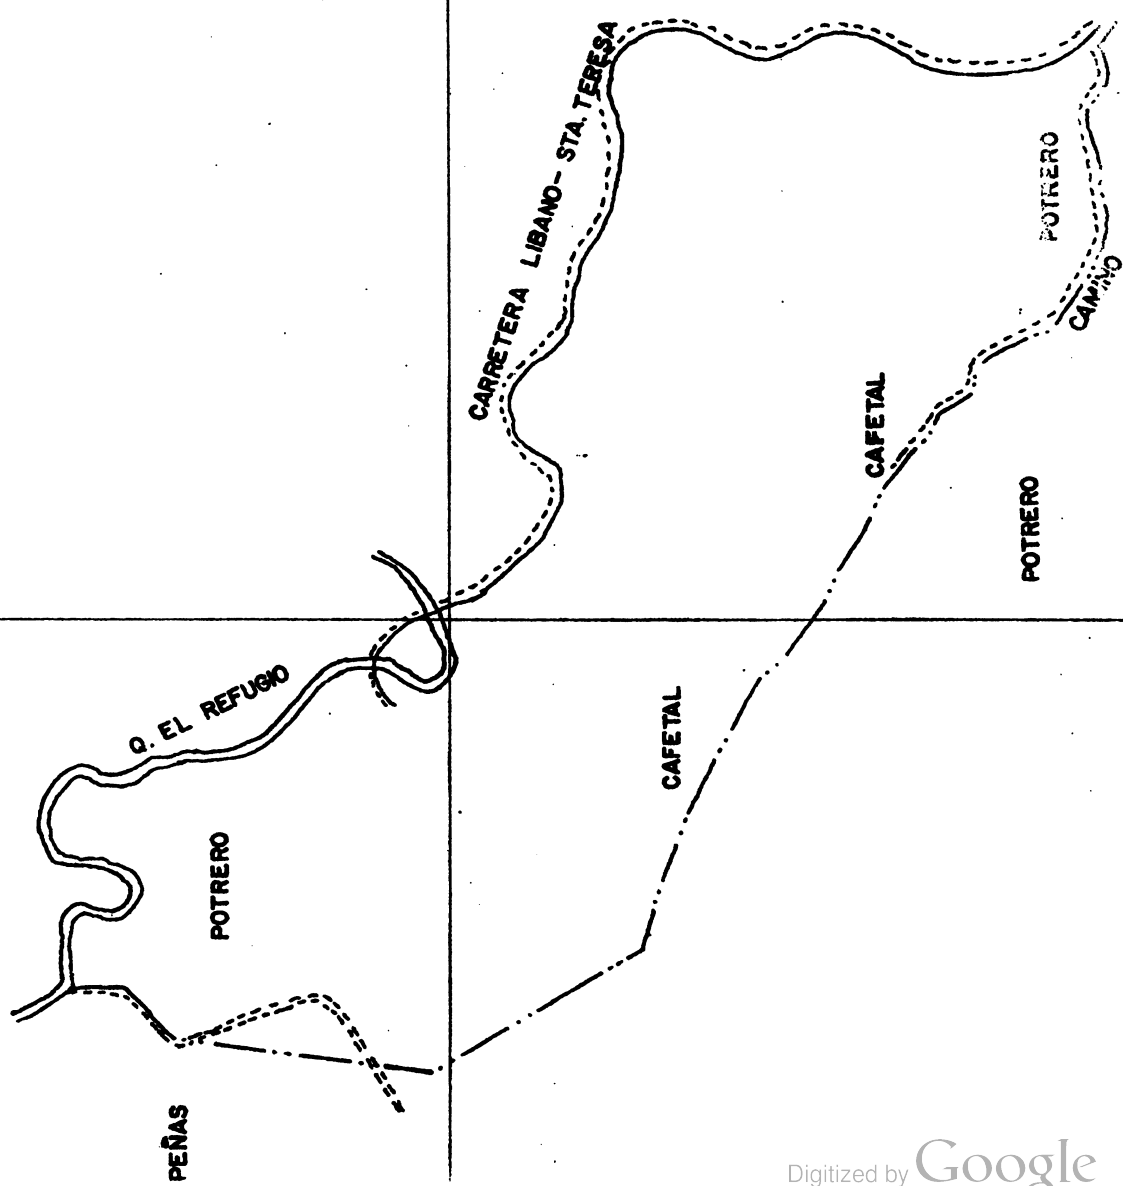 CARRETERA LIBANO - STA. TERESA
POTRERO
CAMINO
CAFETAL
POTRERO
Q. EL REFUGIO
CAFETAL
POTRERO
PEÑAS
Digitized by Google